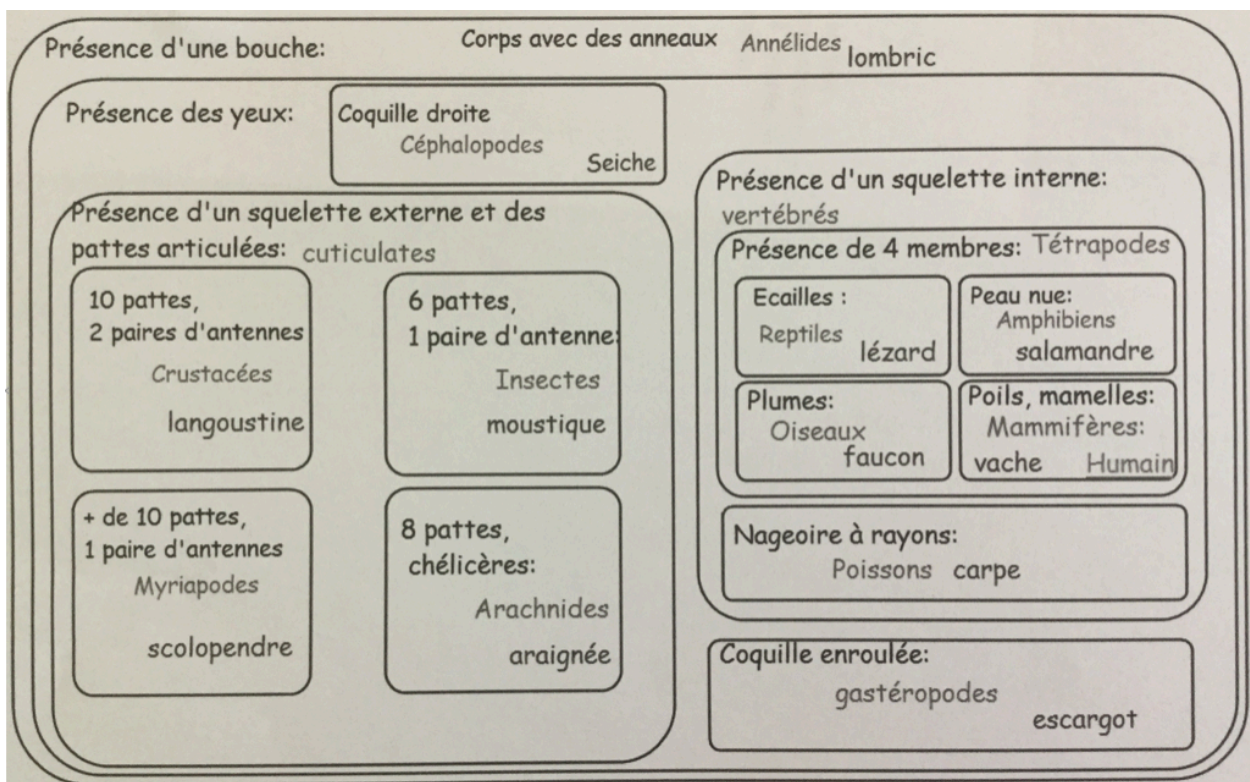 Présence d'une bouche:
Corps avec des anneaux Annélides
lombric
Présence des yeux:
Coquille droite
Céphalopodes
Seiche
Présence d'un squelette externe et des
pattes articulées: cuticulates
10 pattes,
2 paires d'antennes
Crustacées
langoustine
6 pattes,
1 paire d'antenne:
Insectes
moustique
+ de 10 pattes,
1 paire d'antennes
Myriapodes
scolopendre
8 pattes,
chélicères:
Arachnides
araignée
Présence d'un squelette interne:
vertébrés
Présence de 4 membres: Tétrapodes
Ecailles :
Reptiles
lézard
Peau nue:
Amphibiens
salamandre
Plumes:
Oiseaux
faucon
Poils, mamelles:
Mammifères:
vache Humain
Nageoire à rayons:
Poissons carpe
Coquille enroulée:
gastéropodes
escargot